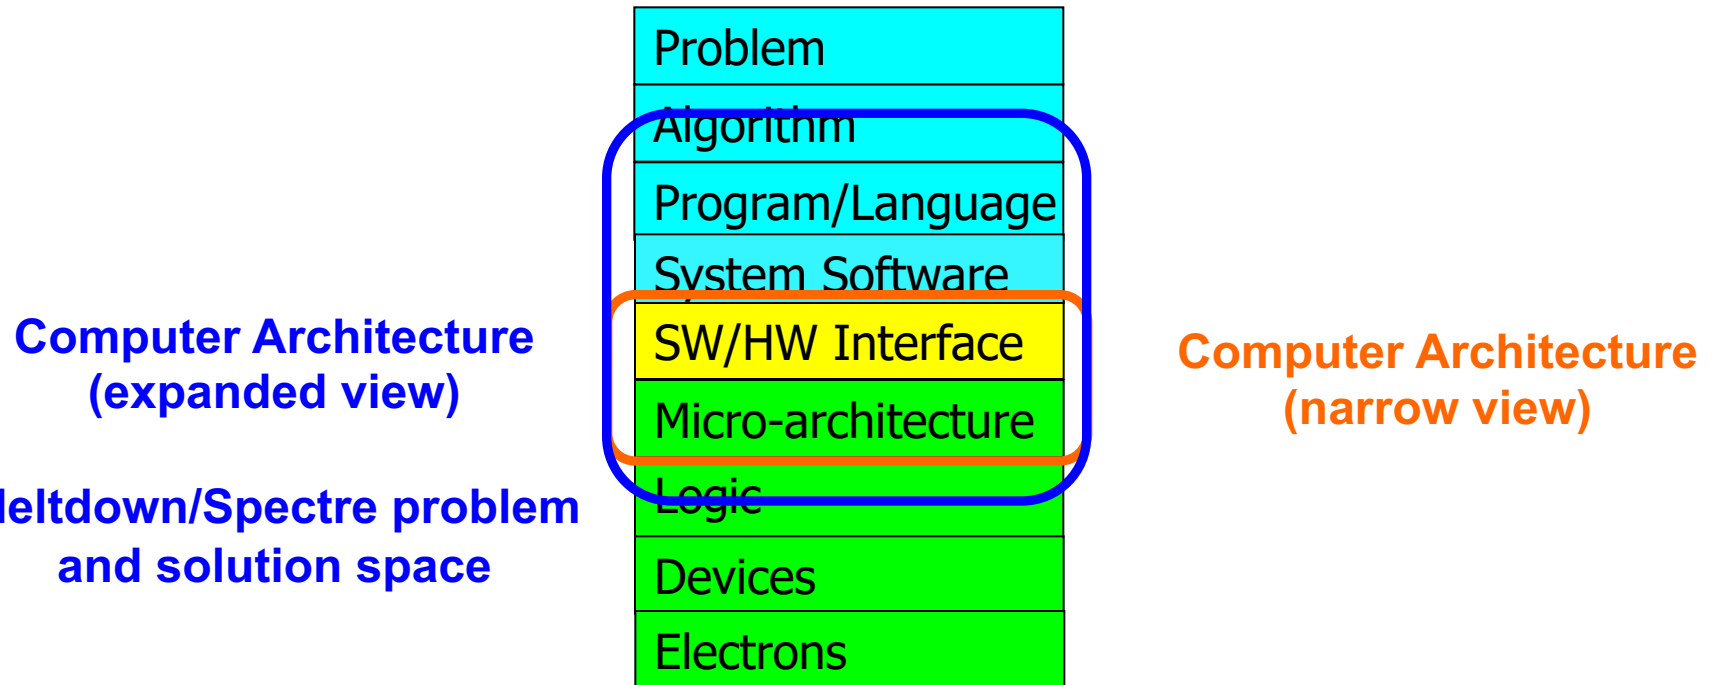 Problem
Algorithm
Program/Language
System Software
SW/HW Interface
Micro-architecture
Logic
Devices
Electrons
Computer Architecture
(expanded view)
eltdown/Spectre problem
and solution space
Computer Architecture
(narrow view)